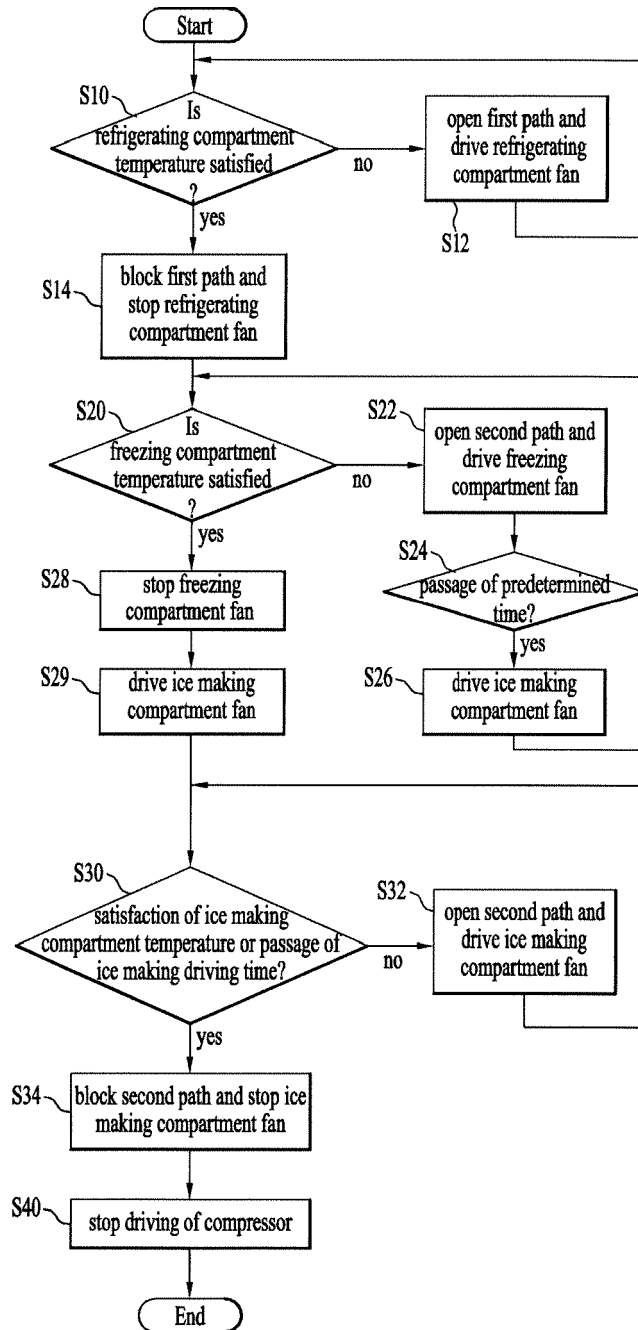 Start
S10
Is
refrigerating compartment
temperature satisfied
?
no
yes
open first path and
drive refrigerating
compartment fan
S12
S14
block first path and
stop refrigerating
compartment fan
S20
Is
freezing compartment
temperature satisfied
?
no
yes
S22
open second path and
drive freezing
compartment fan
S24
passage of predetermined
time?
yes
S28
stop freezing
compartment fan
S29
drive ice making
compartment fan
S26
drive ice making
compartment fan
S30
satisfaction of ice making
compartment temperature or passage of
ice making driving time?
no
yes
S32
open second path and
drive ice making
compartment fan
S34
block second path and stop ice
making compartment fan
S40
stop driving of compressor
End